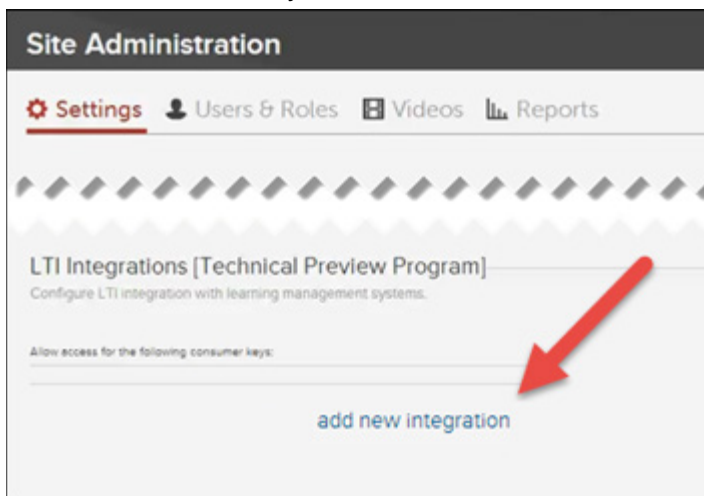 Site Administration
Settings Users & Roles Videos Reports
LTI Integrations [Technical Preview Program]
Configure LTI integration with learning management systems.
Allow access for the following consumer keys:
add new integration